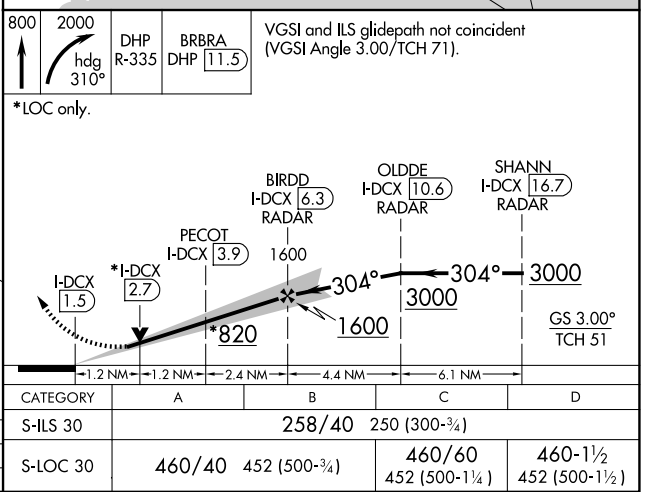 800
2000
hdg
310°
DHP
R-335
BRBRA
DHP 11.5
VGSI and ILS glidepath not coincident
(VGSI Angle 3.00/TCH 71).
*LOC only.
SHANN
I-DCX 16.7
RADAR
OLDDE
I-DCX 10.6
RADAR
BIRDD
I-DCX 6.3
RADAR
PECOT
I-DCX 3.9
*I-DCX
2.7
I-DCX
1.5
1600
304°
304°
3000
3000
1600
*820
GS 3.00°
TCH 51
1.2 NM 1.2 NM 2.4 NM 4.4 NM 6.1 NM
CATEGORY A B C D
S-ILS 30 258/40 250 (300-¾)
S-LOC 30 460/40 452 (500-¾) 460/60 452 (500-1¼) 460-1½ 452 (500-1½)